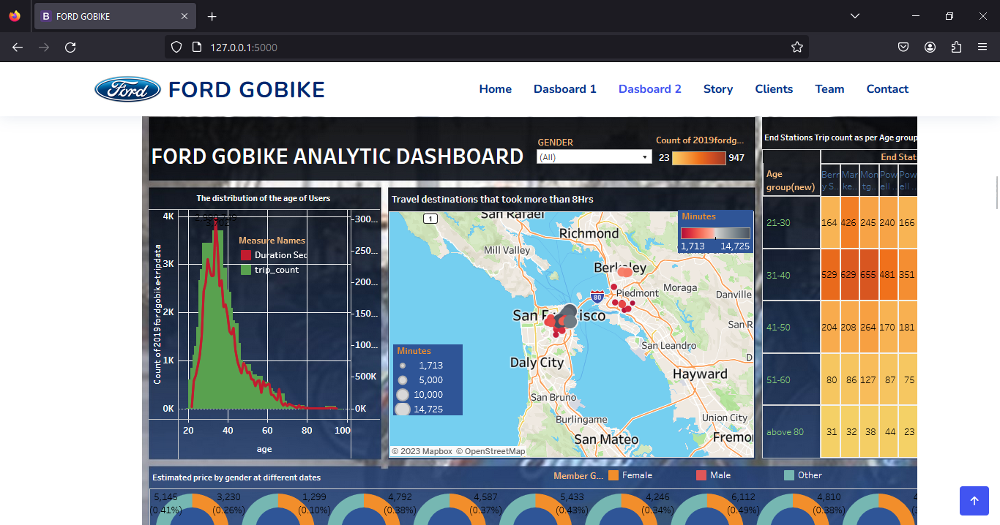 FORD GOBIKE
127.0.0.1:5000
Ford
FORD GOBIKE
Home
Dasboard 1
Dasboard 2
Story
Clients
Team
Contact
FORD GOBIKE ANALYTIC DASHBOARD
GENDER
(All)
Count of 2019fordg...
23
947
The distribution of the age of Users
4K
3K
2K
1K
0K
Count of 2019fordgobike-tripdata
Measure Names
Duration Sec
trip_count
300...
250...
200...
150...
100...
500K
0K
20
40
60
80
100
age
Travel destinations that took more than 8Hrs
1
San Rafael
Richmond
Mill Valley
Berkeley
80
Piedmont
Moraga
Danville
San R
San Francisco
San Leandro
Daly City
D
Hayward
San Bruno
Burlingame
Union City
San Mateo
Fremon
Minutes
1,713
14,725
Minutes
1,713
5,000
10,000
14,725
© 2023 Mapbox © OpenStreetMap
End Stations Trip count as per Age group
End Stat
Age
group(new)
Berr
y S..
Mar
ke..
Mon
tg..
Pow
ell ..
Pow
ell ..
21-30
164
426
245
240
166
31-40
529
629
655
481
351
41-50
204
208
264
170
181
51-60
80
86
127
87
75
above 80
31
32
38
44
23
Estimated price by gender at different dates
Member G...
Female
Male
Other
5,145
(0.41%)
3,230
(0.26%)
1,299
(0.10%)
4,792
(0.38%)
4,587
(0.37%)
5,433
(0.43%)
4,246
(0.34%)
6,112
(0.49%)
4,810
(0.38%)